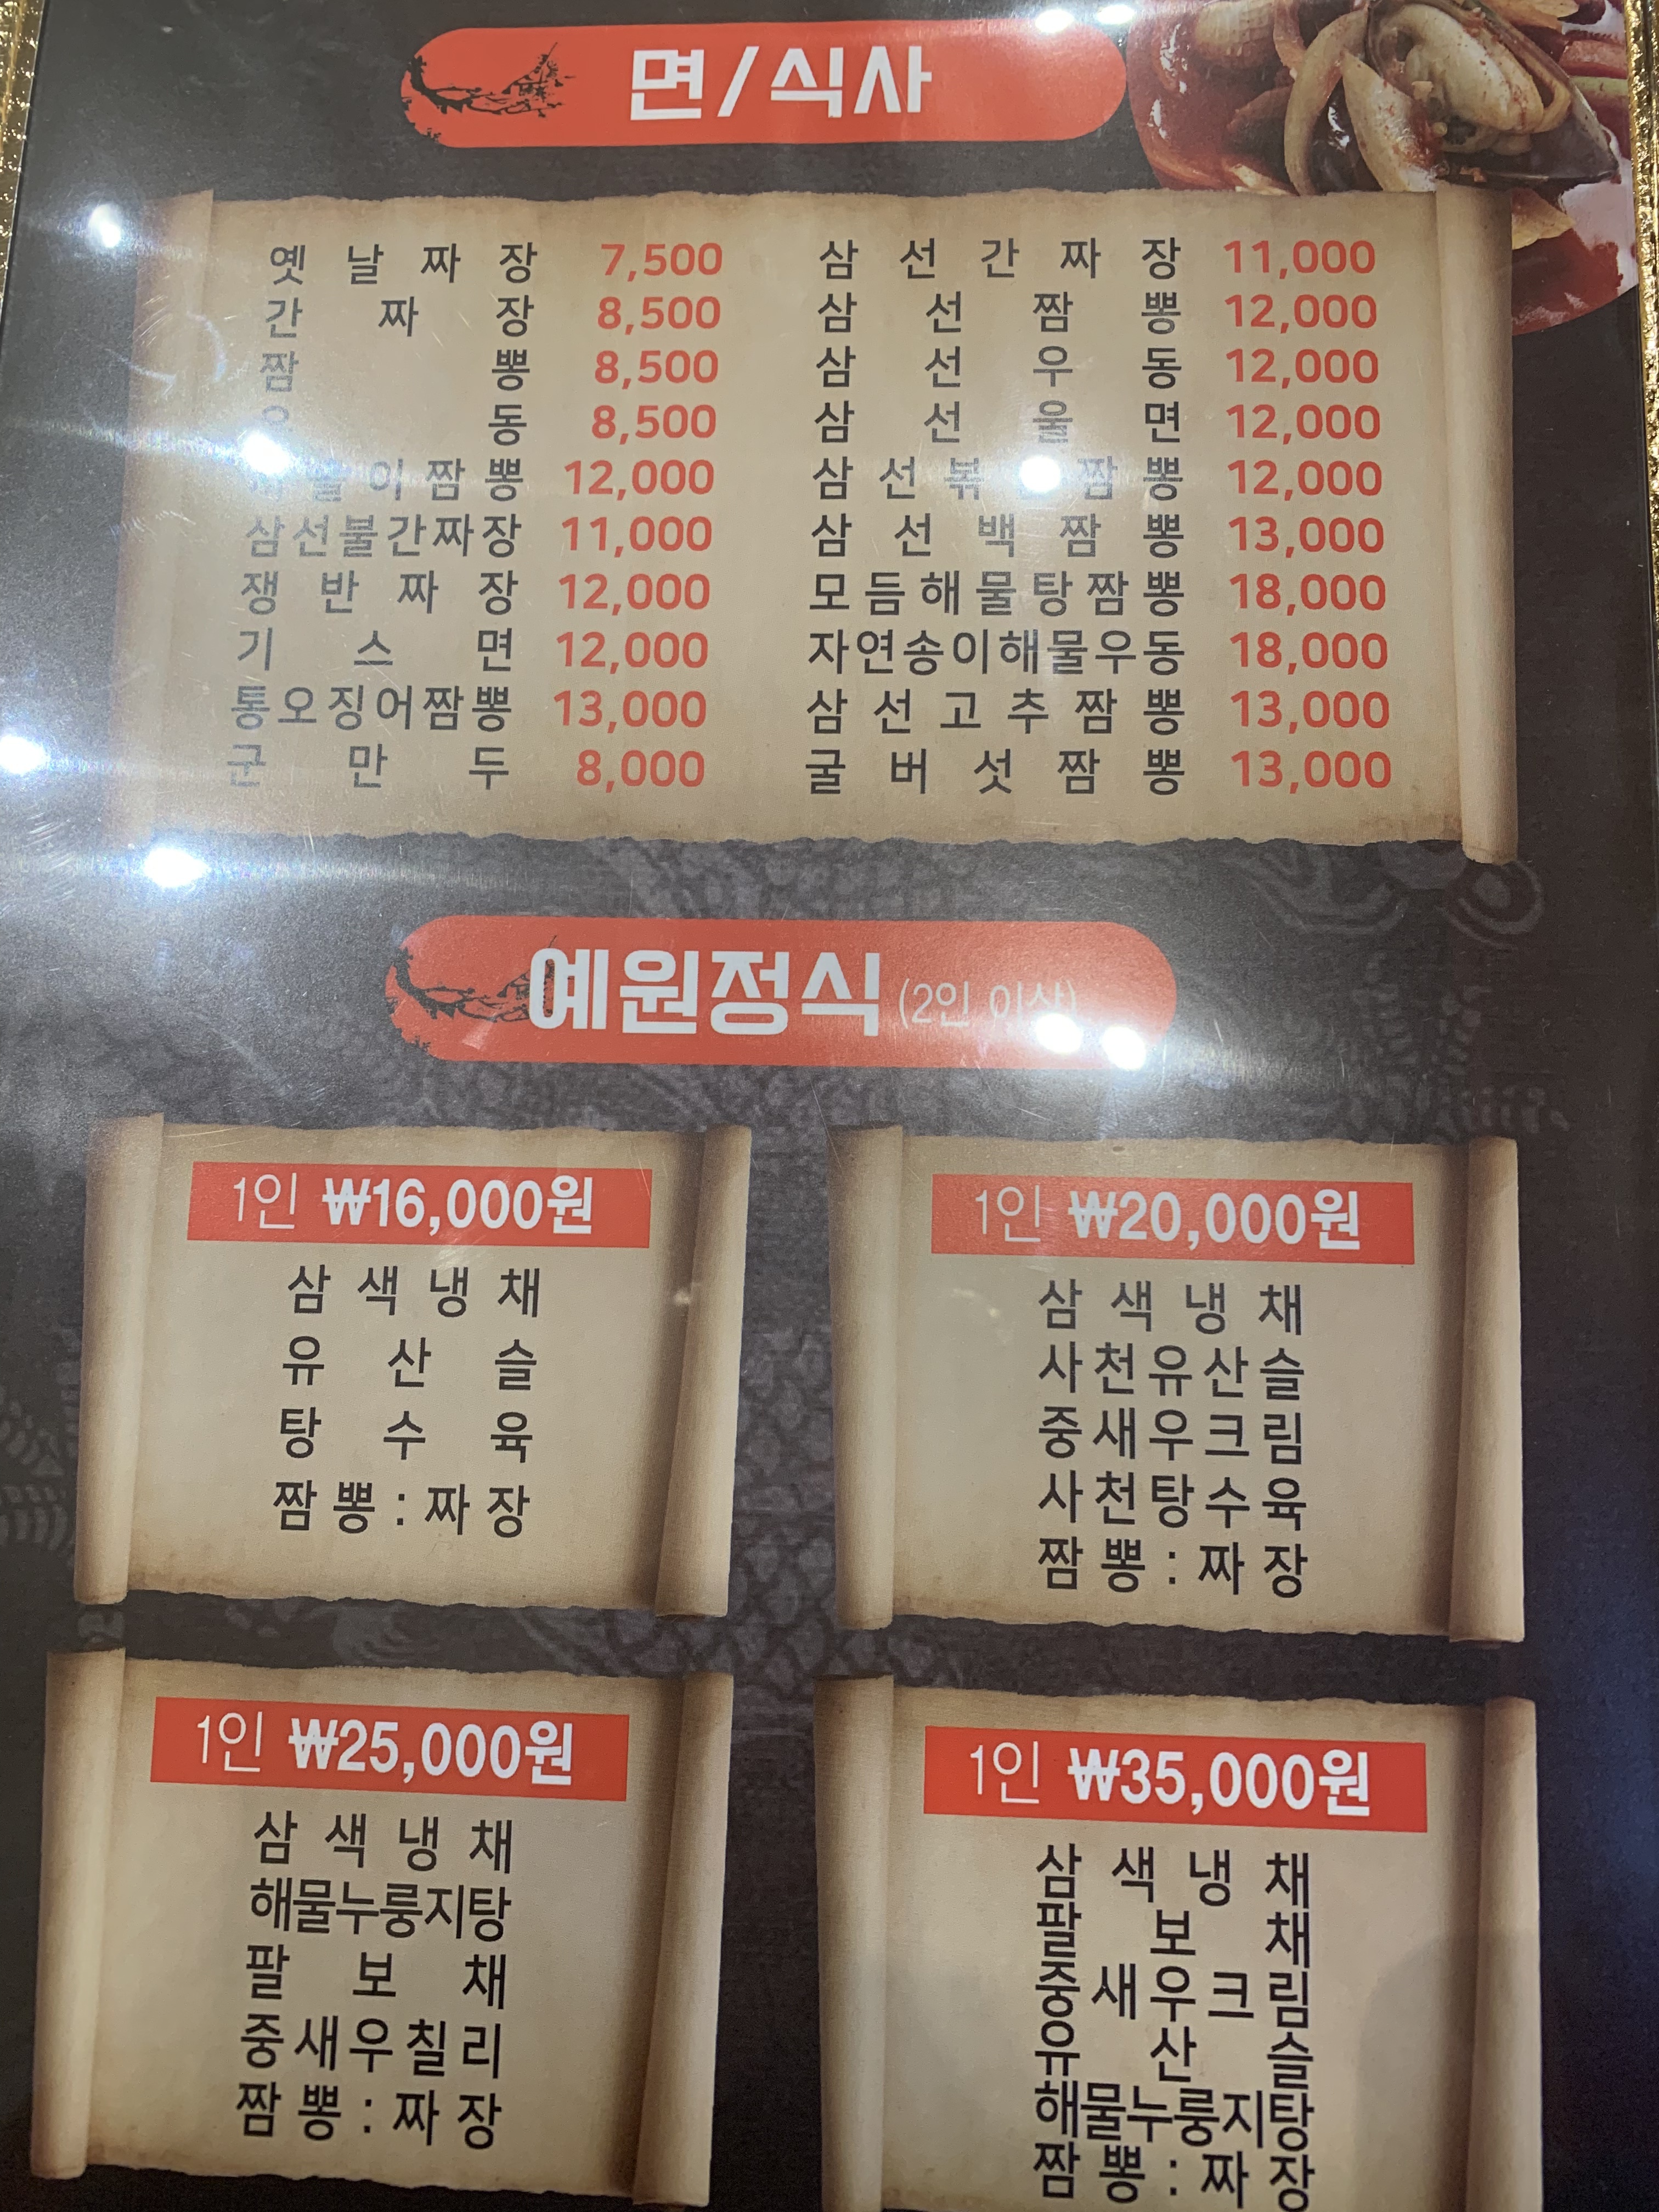 면/식사
옛날짜장 7,500
간짜장 8,500
짬뽕 8,500
동 8,500
이짬뽕 12,000
삼선불간짜장 11,000
쟁반짜장 12,000
기스면 12,000
통오징어짬뽕 13,000
군만두 8,000
삼선간짜장 11,000
삼선짬뽕 12,000
삼선우동 12,000
삼선울면 12,000
삼선볶 짬뽕 12,000
삼선백짬뽕 13,000
모듬해물탕짬뽕 18,000
자연송이해물우동 18,000
삼선고추짬뽕 13,000
굴버섯짬뽕 13,000
예원정식 (2인 이상)
1인 ₩16,000원
삼색냉채
유산슬
탕수육
짬뽕:짜장
1인 ₩20,000원
삼색냉채
사천유산슬
중새우크림
사천탕수육
짬뽕:짜장
1인 ₩25,000원
삼색냉채
해물누룽지탕
팔보채
중새우칠리
짬뽕:짜장
1인 ₩35,000원
삼색냉채
팔보채
중새우크림
유산슬
해물누룽지탕
짬뽕:짜장